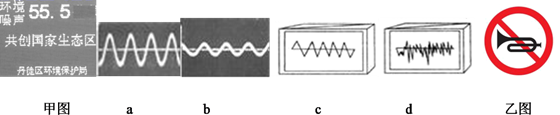 环境
噪声 55.5
共创国家生态区
丹徒区环境保护局
甲图 a b c d 乙图